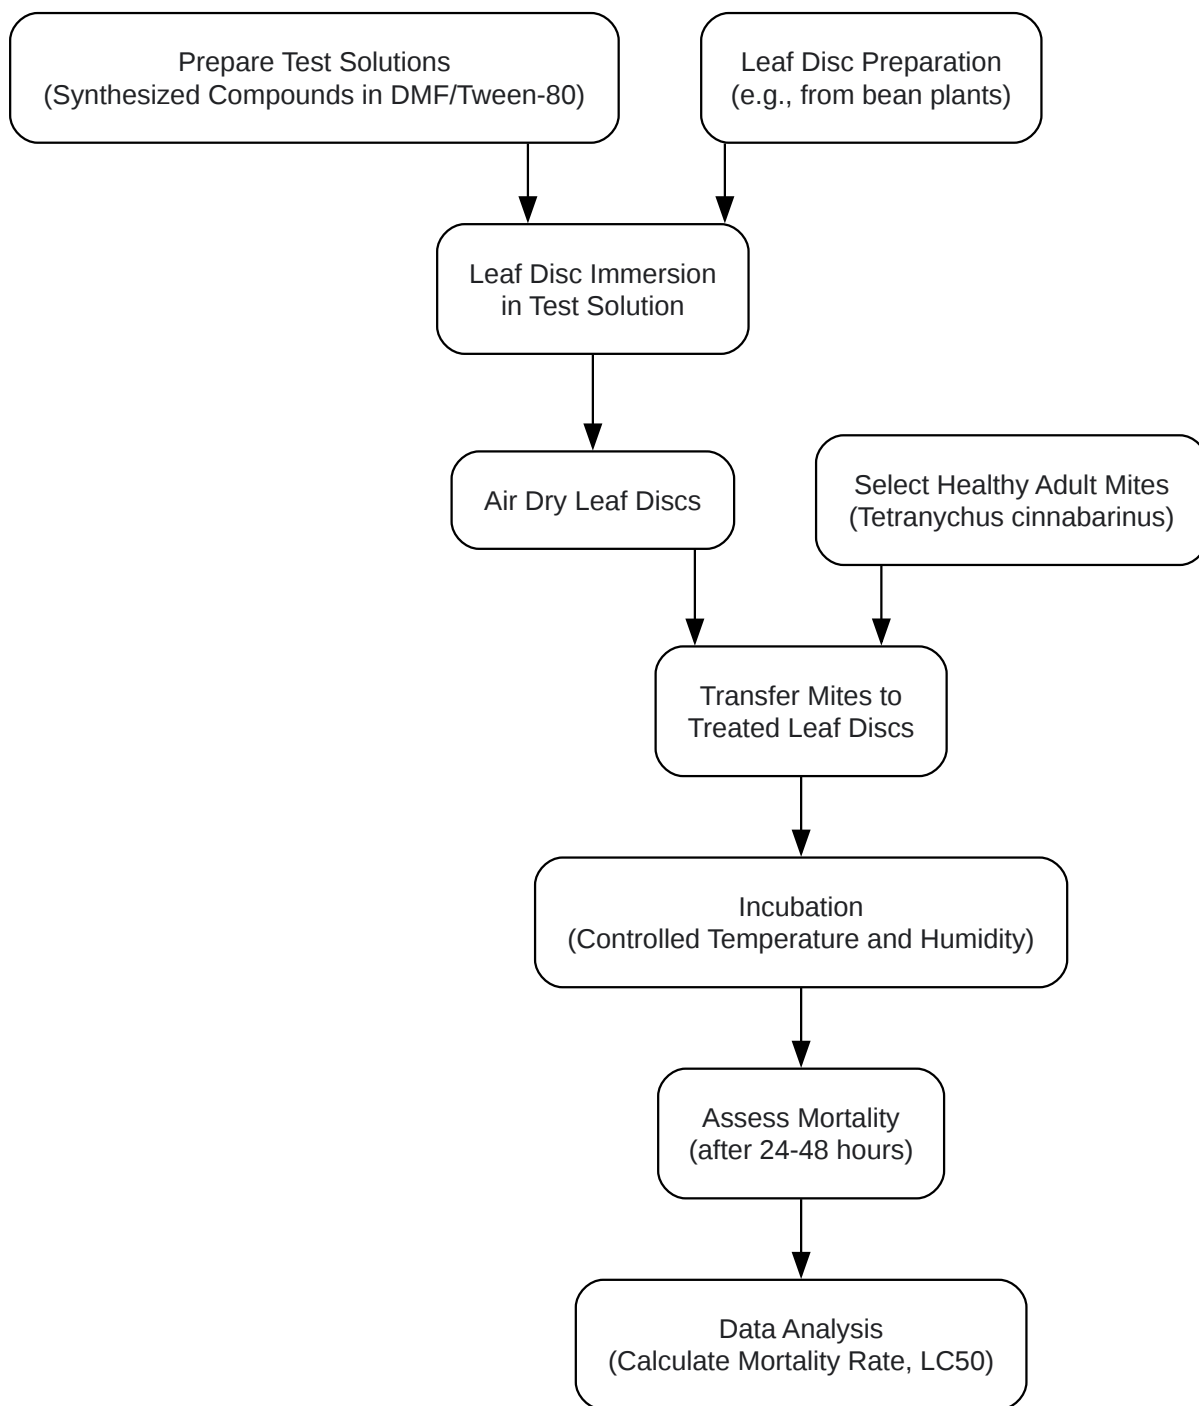 Prepare Test Solutions
(Synthesized Compounds in DMF/Tween-80)
Leaf Disc Preparation
(e.g., from bean plants)
Leaf Disc Immersion
in Test Solution
Air Dry Leaf Discs
Select Healthy Adult Mites
(Tetranychus cinnabarinus)
Transfer Mites to
Treated Leaf Discs
Incubation
(Controlled Temperature and Humidity)
Assess Mortality
(after 24-48 hours)
Data Analysis
(Calculate Mortality Rate, LC50)